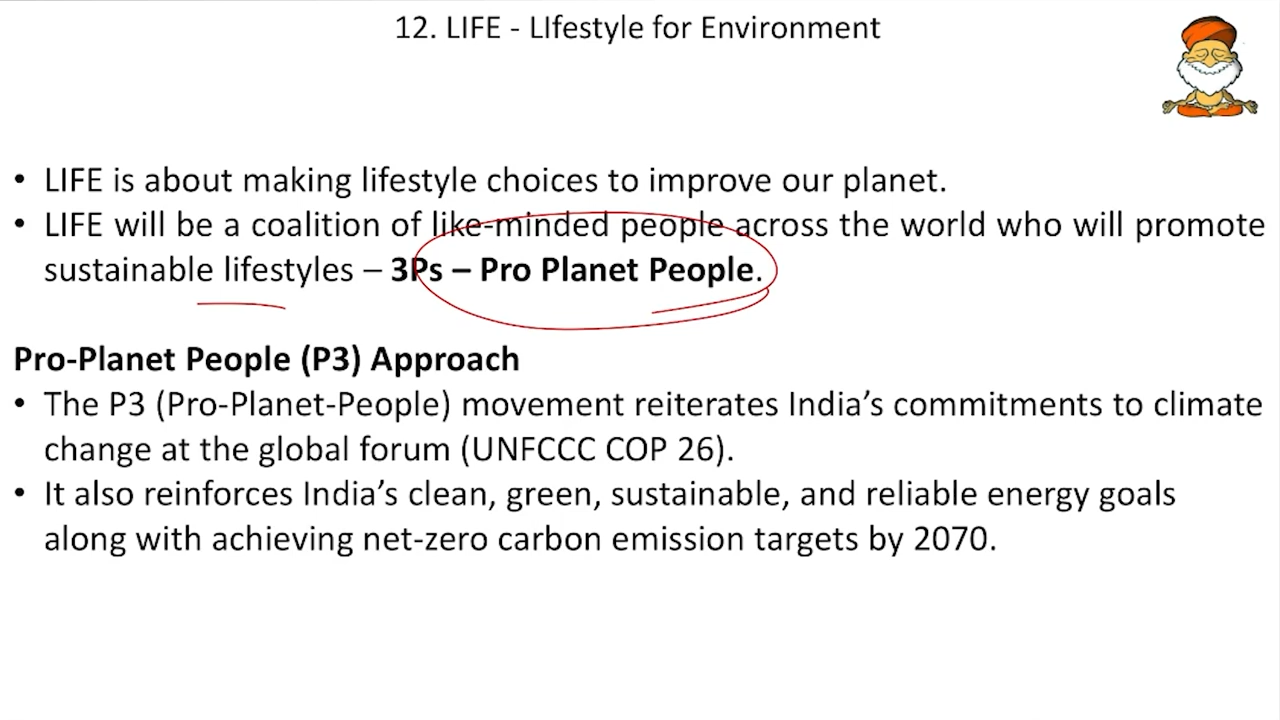 12. LIFE - LIfestyle for Environment
• LIFE is about making lifestyle choices to improve our planet.
• LIFE will be a coalition of like-minded people across the world who will promote
sustainable lifestyles – 3Ps – Pro Planet People.
Pro-Planet People (P3) Approach
• The P3 (Pro-Planet-People) movement reiterates India’s commitments to climate
change at the global forum (UNFCCC COP 26).
• It also reinforces India’s clean, green, sustainable, and reliable energy goals
along with achieving net-zero carbon emission targets by 2070.